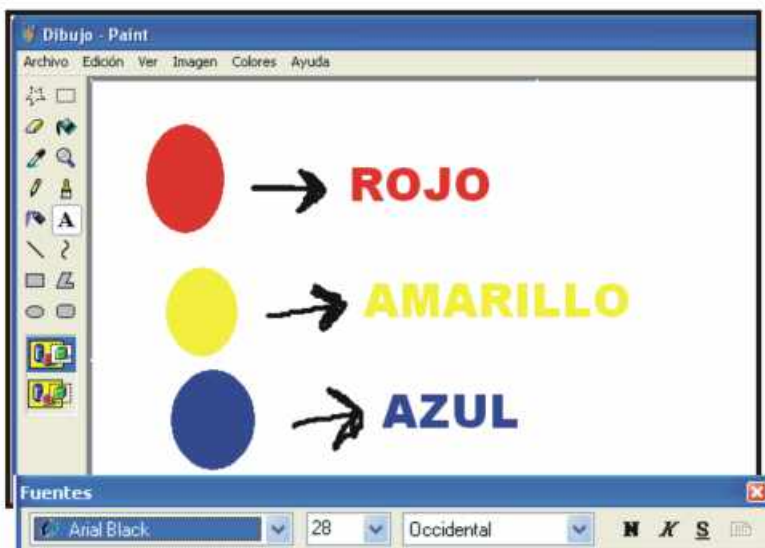 Dibujo - Paint
Archivo Edición Ver Imagen Colores Ayuda
A
ROJO
AMARILLO
AZUL
Fuentes
Arial Black 28 Occidental N K S